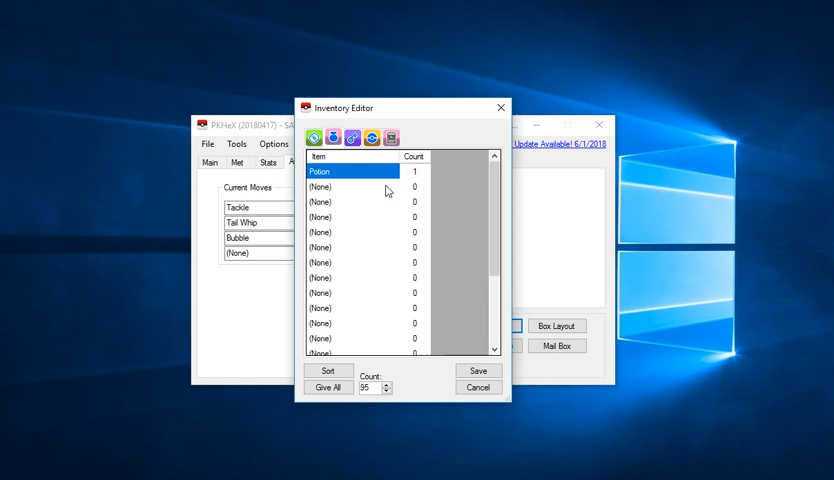 Inventory Editor
PKHeX (20180417) - SA
File Tools Options
Update Available! 6/1/2018
Main Met Stats
Current Moves
Tackle
Tail Whip
Bubble
(None)
Item Count
Potion 1
(None) 0
(None) 0
(None) 0
(None) 0
(None) 0
(None) 0
(None) 0
(None) 0
(None) 0
(None) 0
(None) 0
(None) 0
Sort
Count:
Save
Give All
95
Cancel
Box Layout
Mail Box